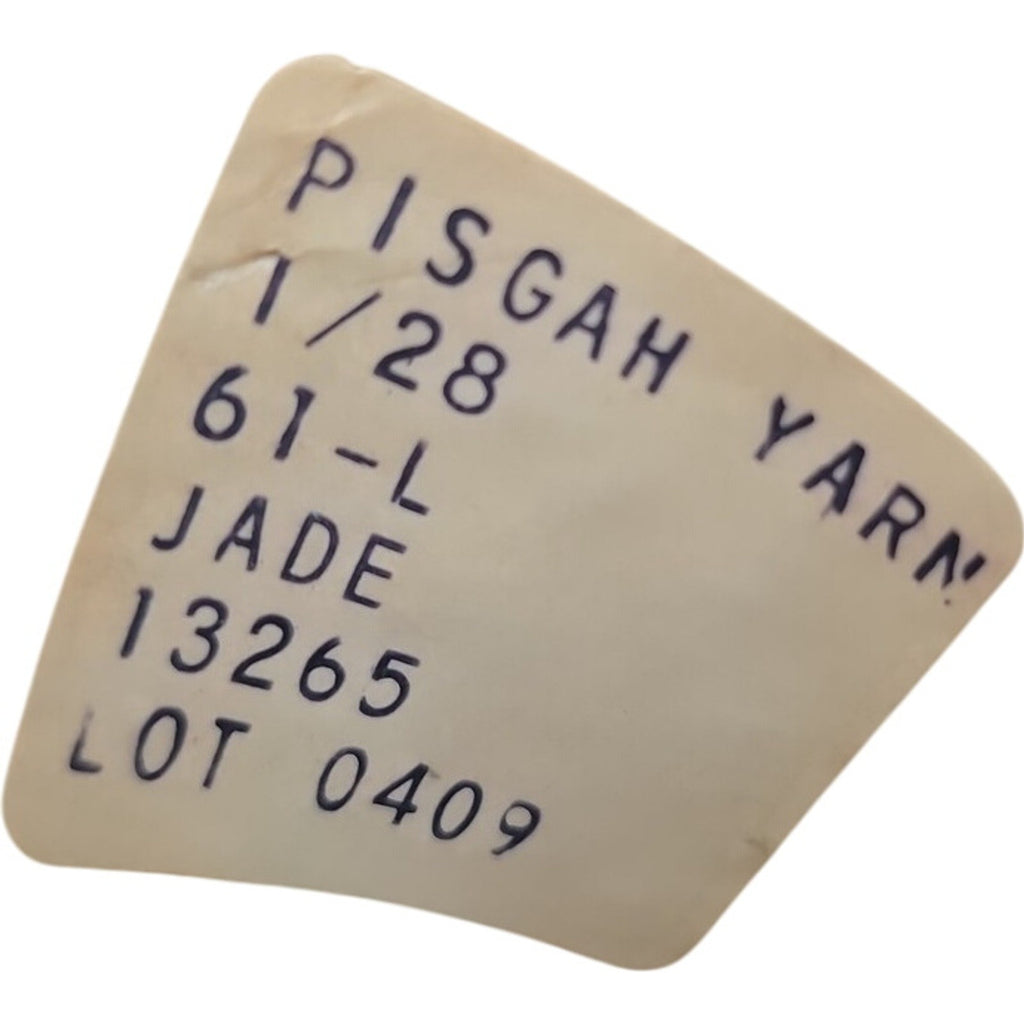 PISGAH YARN
1/28
61-L
JADE
13265
LOT 0409